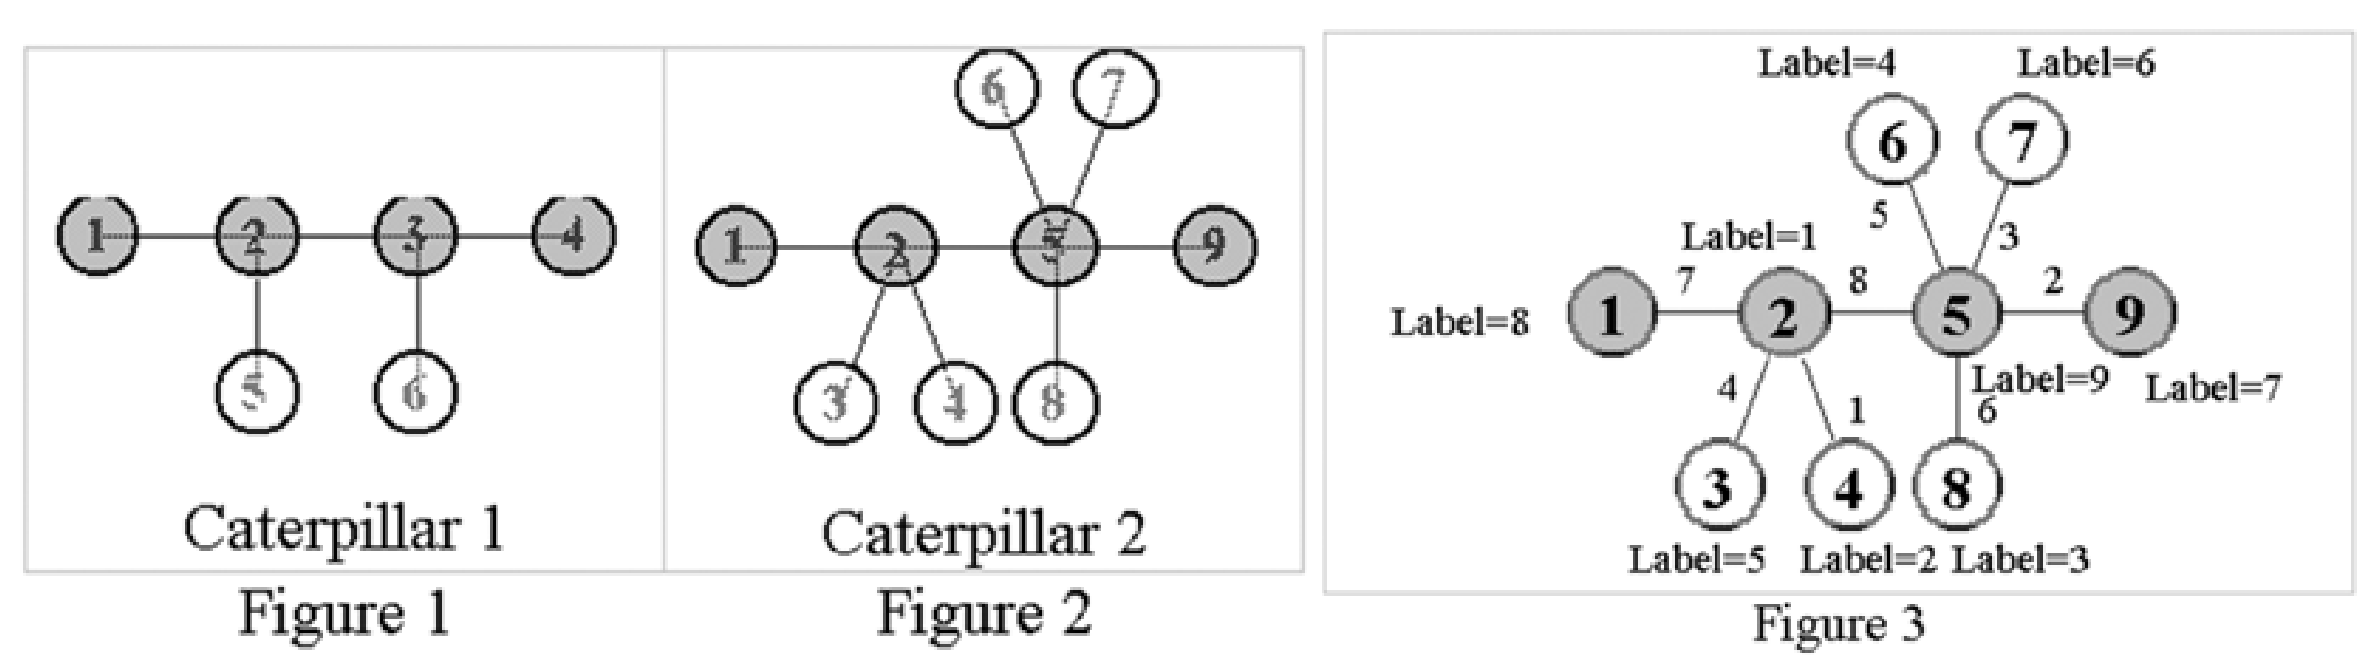 1 2 3 4
5 6
Caterpillar 1
Figure 1
6 7
1 2 5 9
3 4 8
Caterpillar 2
Figure 2
Label=4 Label=6
6 7
5 3
Label=1
7 8 2
1 2 5 9
Label=8
4 1 6
Label=9 Label=7
3 4 8
Label=5 Label=2 Label=3
Figure 3